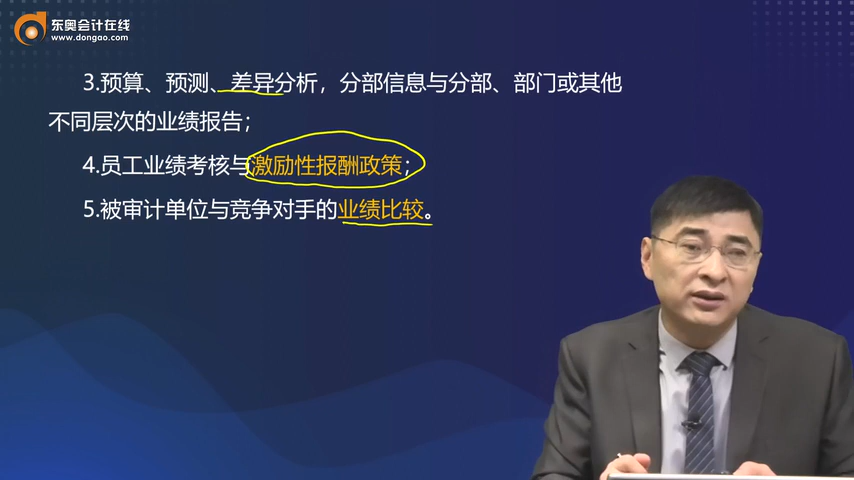 东奥会计在线
www.dongao.com
3.预算、预测、差异分析，分部信息与分部、部门或其他
不同层次的业绩报告；
4.员工业绩考核与激励性报酬政策；
5.被审计单位与竞争对手的业绩比较。